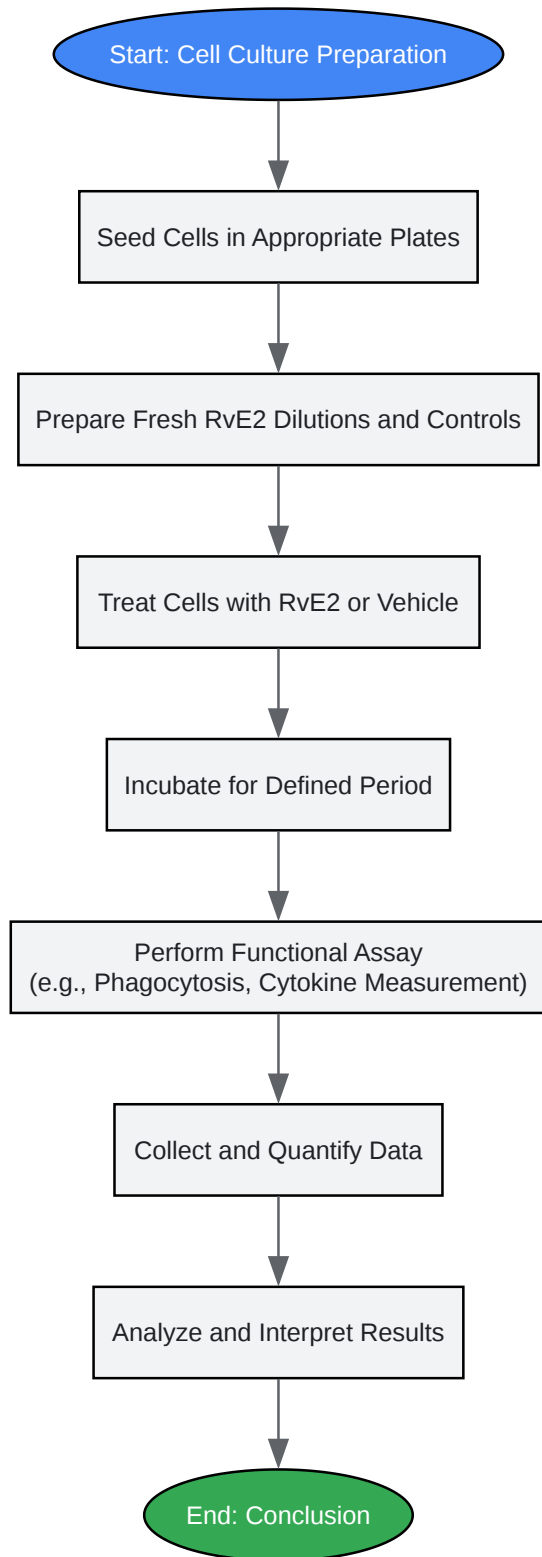 Start: Cell Culture Preparation
Seed Cells in Appropriate Plates
Prepare Fresh RvE2 Dilutions and Controls
Treat Cells with RvE2 or Vehicle
Incubate for Defined Period
Perform Functional Assay
(e.g., Phagocytosis, Cytokine Measurement)
Collect and Quantify Data
Analyze and Interpret Results
End: Conclusion